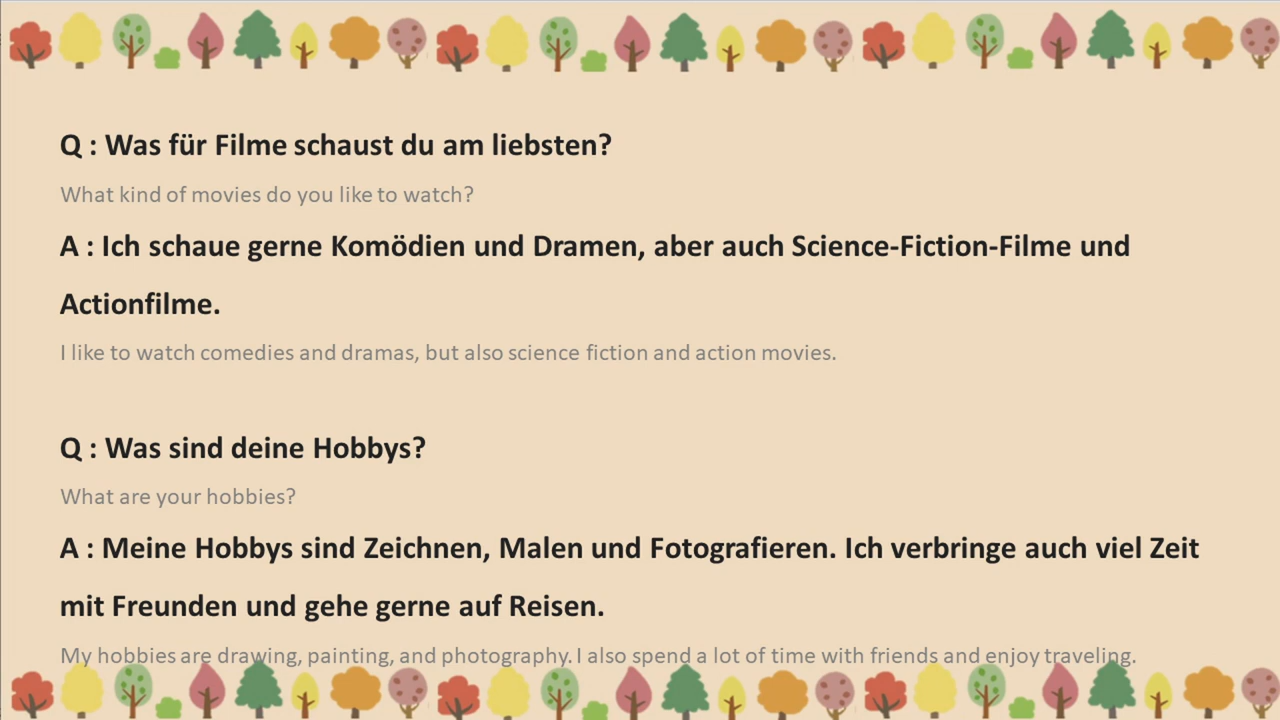 Q : Was für Filme schaust du am liebsten?
What kind of movies do you like to watch?
A : Ich schaue gerne Komödien und Dramen, aber auch Science-Fiction-Filme und
Actionfilme.
I like to watch comedies and dramas, but also science fiction and action movies.
Q : Was sind deine Hobbys?
What are your hobbies?
A : Meine Hobbys sind Zeichnen, Malen und Fotografieren. Ich verbringe auch viel Zeit
mit Freunden und gehe gerne auf Reisen.
My hobbies are drawing, painting, and photography. I also spend a lot of time with friends and enjoy traveling.